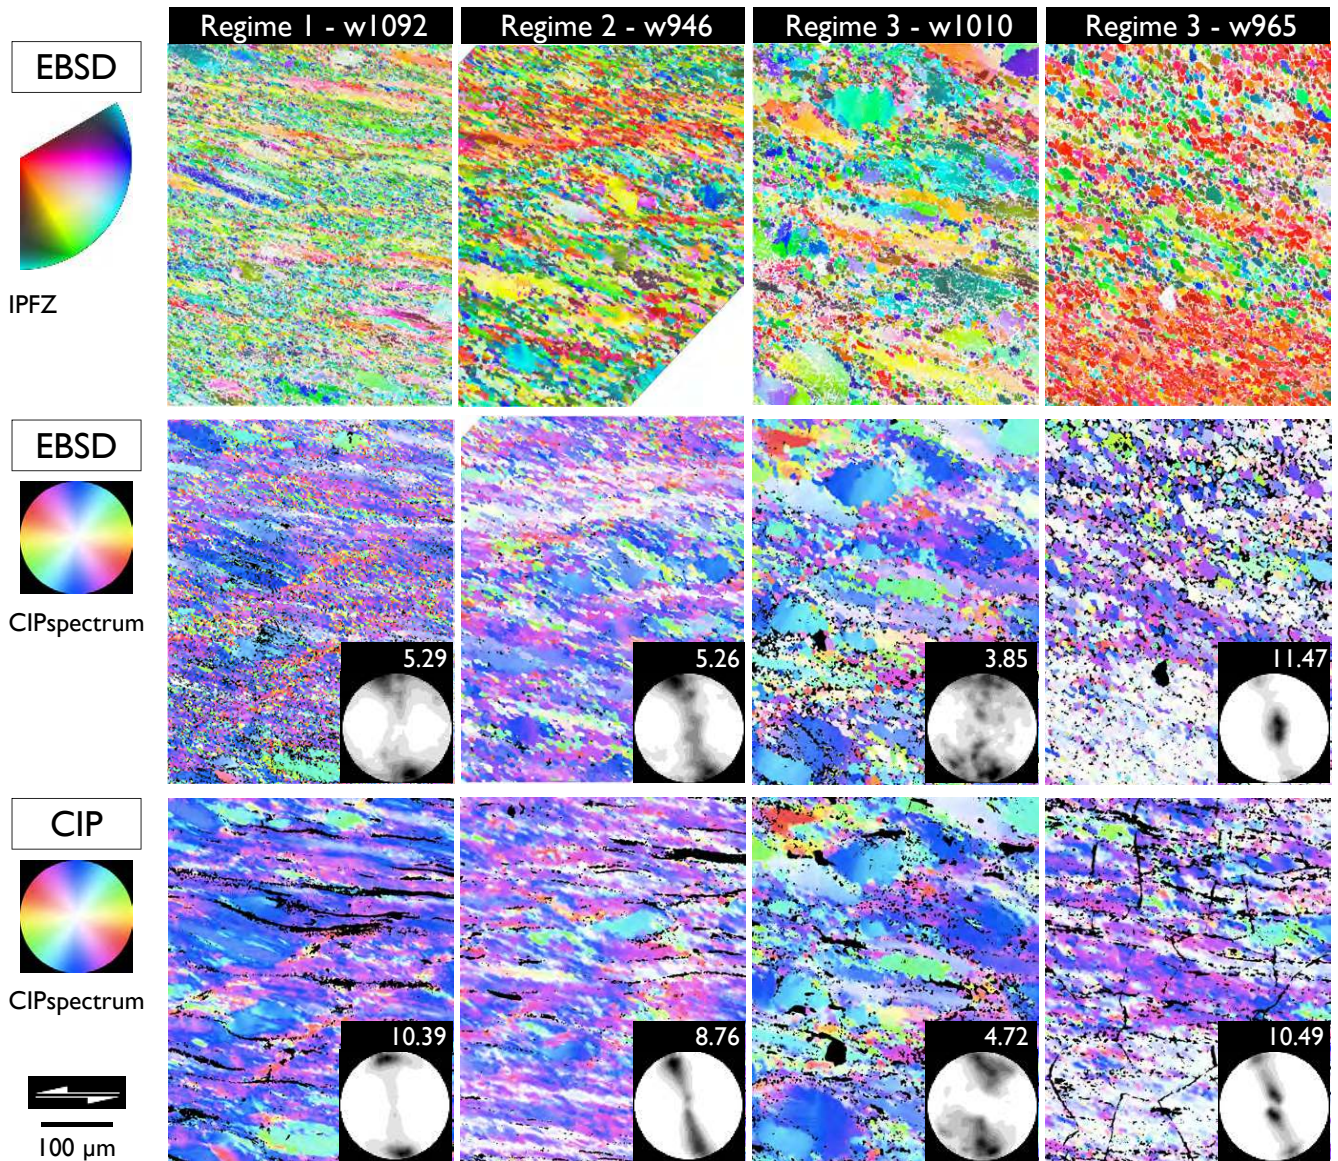 Regime 1 - w1092
Regime 2 - w946
Regime 3 - w1010
Regime 3 - w965
EBSD
IPFZ
EBSD
CIPspectrum
5.29
5.26
3.85
11.47
CIP
CIPspectrum
10.39
8.76
4.72
10.49
100 µm